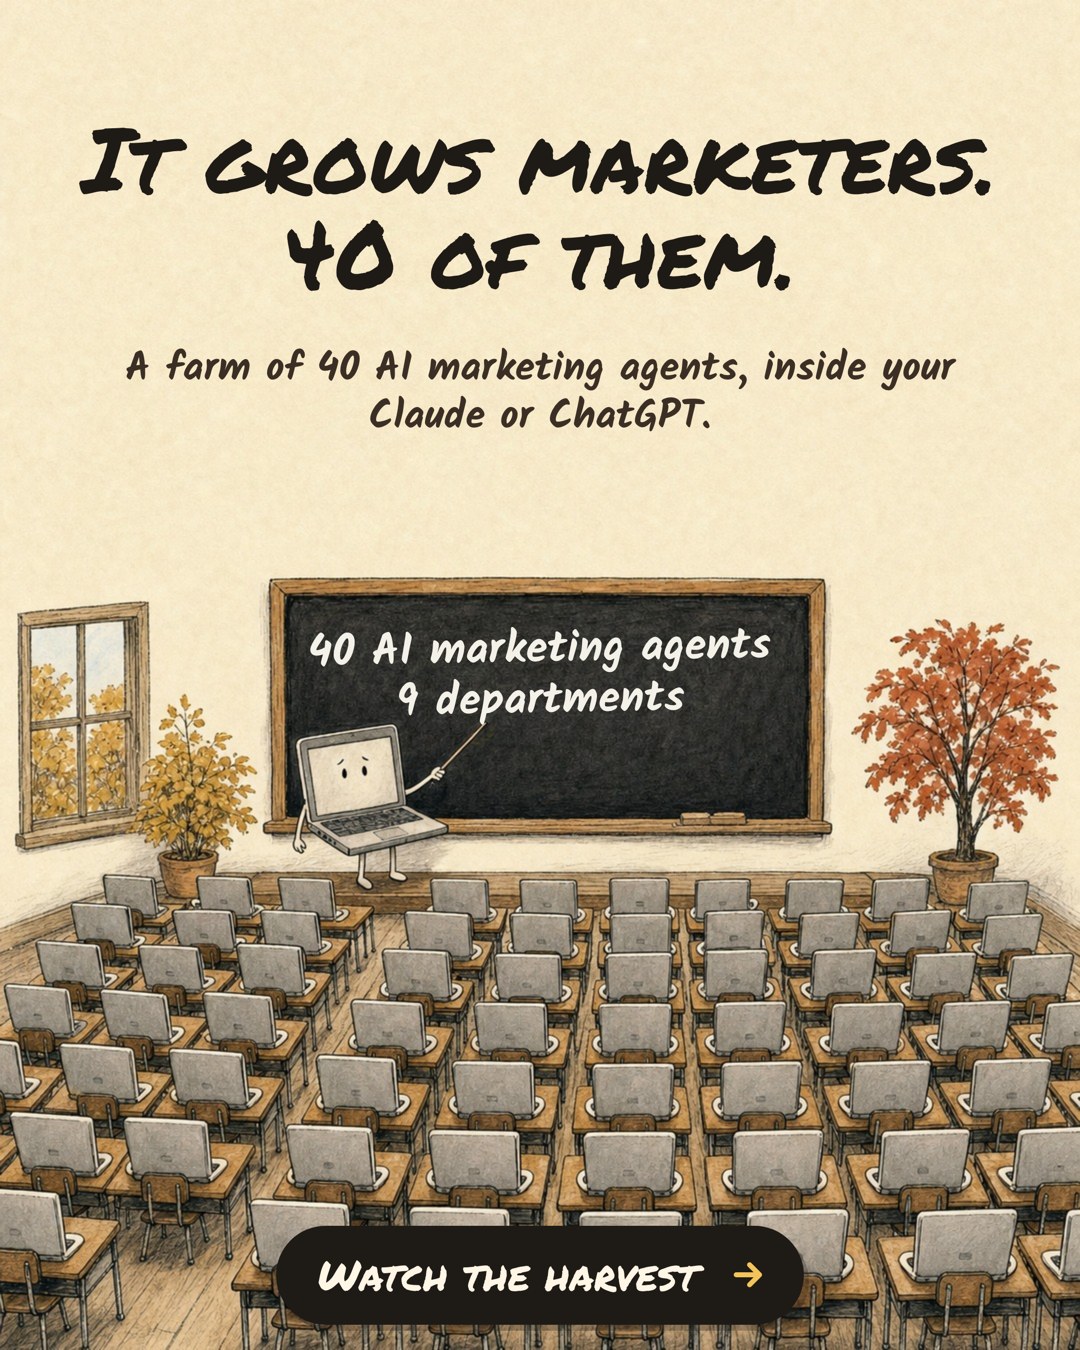 It grows marketers.
40 of them.
A farm of 40 AI marketing agents, inside your
Claude or ChatGPT.
40 AI marketing agents
9 departments
Watch the harvest →